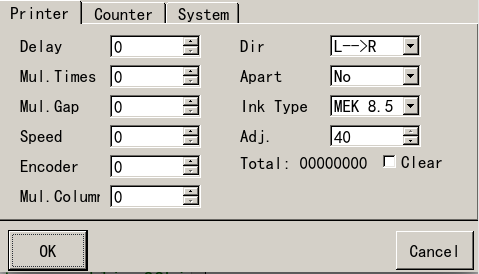 Printer Counter System
Delay 0 Dir L-->R
Mul.Times 0 Apart No
Mul.Gap 0 Ink Type MEK 8.5
Speed 0 Adj. 40
Encoder 0 Total: 00000000 Clear
Mul.Column 0
OK Cancel